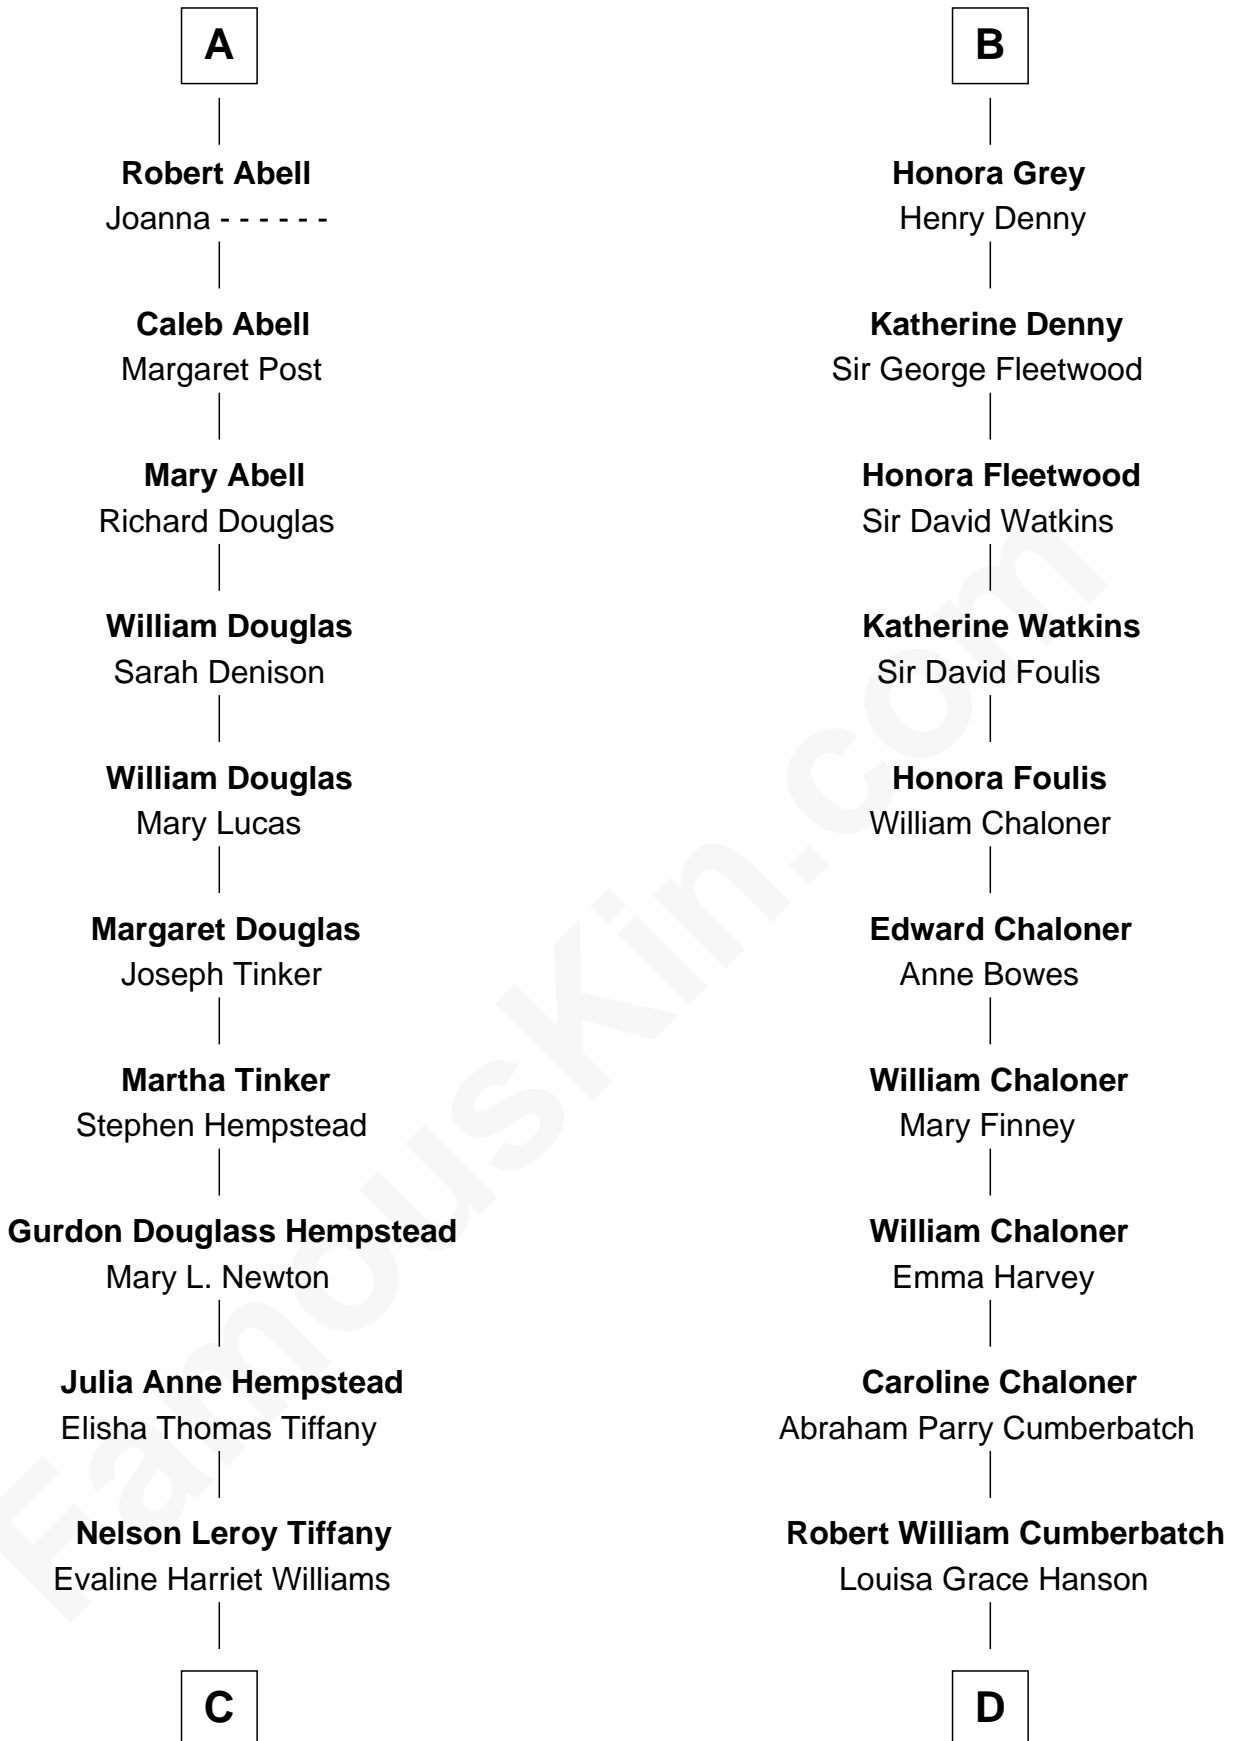 A
Robert Abell
Joanna - - - - - -
Caleb Abell
Margaret Post
Mary Abell
Richard Douglas
William Douglas
Sarah Denison
William Douglas
Mary Lucas
Margaret Douglas
Joseph Tinker
Martha Tinker
Stephen Hempstead
Gurdon Douglass Hempstead
Mary L. Newton
Julia Anne Hempstead
Elisha Thomas Tiffany
Nelson Leroy Tiffany
Evaline Harriet Williams
C
B
Honora Grey
Henry Denny
Katherine Denny
Sir George Fleetwood
Honora Fleetwood
Sir David Watkins
Katherine Watkins
Sir David Foulis
Honora Foulis
William Chaloner
Edward Chaloner
Anne Bowes
William Chaloner
Mary Finney
William Chaloner
Emma Harvey
Caroline Chaloner
Abraham Parry Cumberbatch
Robert William Cumberbatch
Louisa Grace Hanson
D
FamousKin.com